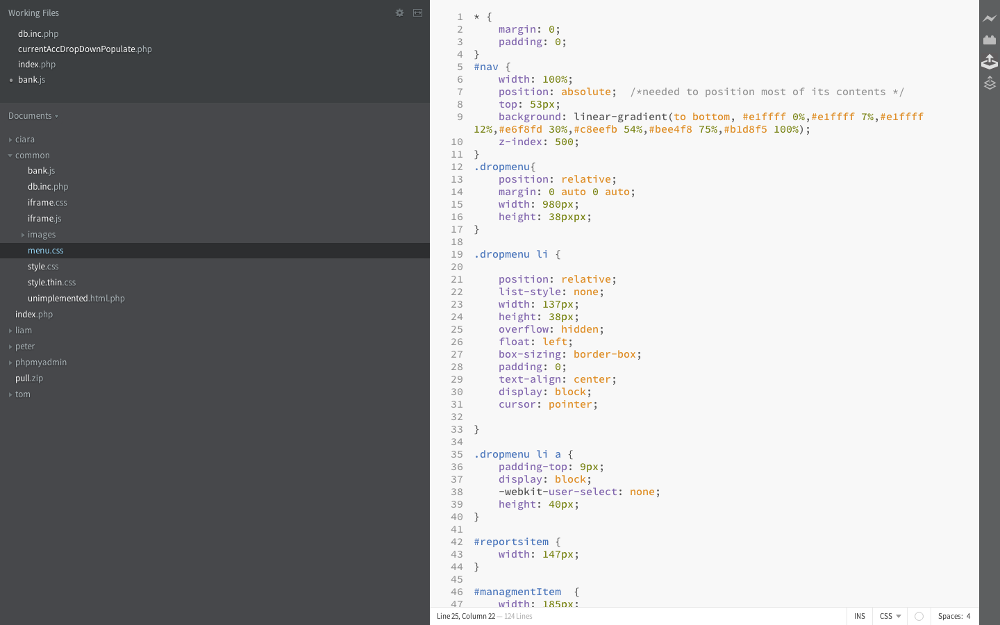 Working Files
db.inc.php
currentAccDropDownPopulate.php
index.php
bank.js
Documents
ciara
common
bank.js
db.inc.php
iframe.css
iframe.js
images
menu.css
style.css
style.thin.css
unimplemented.html.php
index.php
liam
peter
phpmyadmin
pull.zip
tom
1 * {
2     margin: 0;
3     padding: 0;
4 }
5 #nav {
6     width: 100%;
7     position: absolute;  /*needed to position most of its contents */
8     top: 53px;
9     background: linear-gradient(to bottom, #e1ffff 0%,#e1ffff 7%,#e1ffff
12%,#e6f8fd 30%,#c8eefb 54%,#bee4f8 75%,#b1d8f5 100%);
10     z-index: 500;
11 }
12 .dropmenu{
13     position: relative;
14     margin: 0 auto 0 auto;
15     width: 980px;
16     height: 38pxpx;
17 }
18
19 .dropmenu li {
20
21     position: relative;
22     list-style: none;
23     width: 137px;
24     height: 38px;
25     overflow: hidden;
26     float: left;
27     box-sizing: border-box;
28     padding: 0;
29     text-align: center;
30     display: block;
31     cursor: pointer;
32
33 }
34
35 .dropmenu li a {
36     padding-top: 9px;
37     display: block;
38     -webkit-user-select: none;
39     height: 40px;
40 }
41
42 #reportsitem {
43     width: 147px;
44 }
45
46 #managmentItem  {
47     width: 185px;
Line 25, Column 22 — 124 Lines
INS
CSS
Spaces: 4